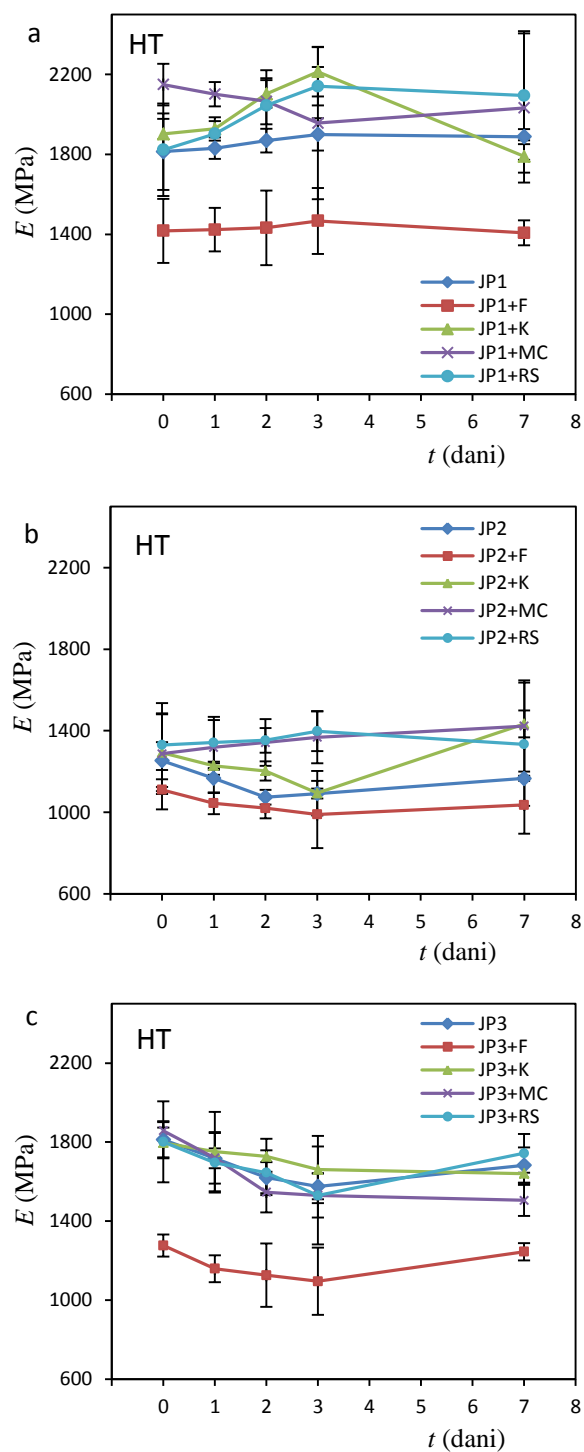 a
HT
2200
1800
1400
1000
600
E (MPa)
JP1
JP1+F
JP1+K
JP1+MC
JP1+RS
0 1 2 3 4 5 6 7 8
t (dani)
b
HT
2200
1800
1400
1000
600
E (MPa)
JP2
JP2+F
JP2+K
JP2+MC
JP2+RS
0 1 2 3 4 5 6 7 8
t (dani)
c
HT
2200
1800
1400
1000
600
E (MPa)
JP3
JP3+F
JP3+K
JP3+MC
JP3+RS
0 1 2 3 4 5 6 7 8
t (dani)